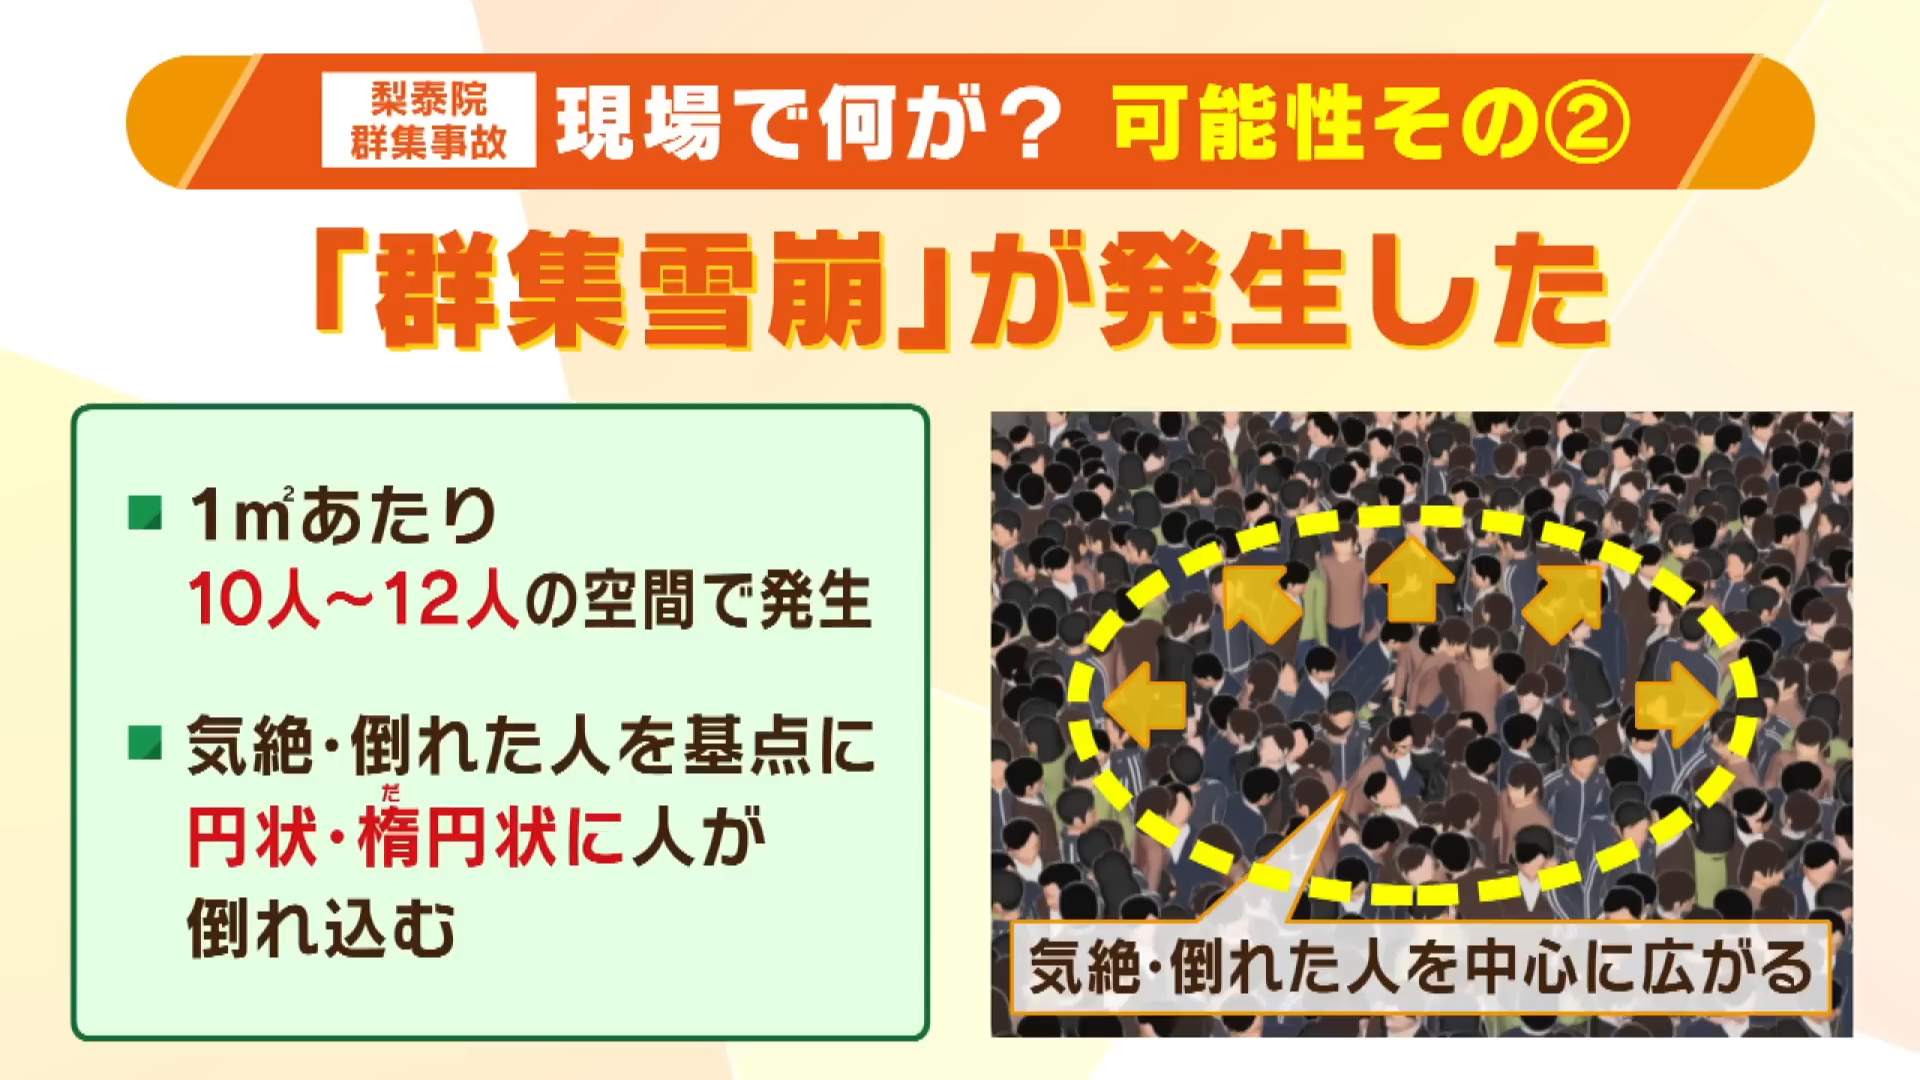 梨泰院
群集事故
現場で何が？ 可能性その②
「群集雪崩」が発生した
■ 1㎡あたり
10人〜12人の空間で発生
■ 気絶・倒れた人を基点に
だ
円状・楕円状に人が
倒れ込む
気絶・倒れた人を中心に広がる